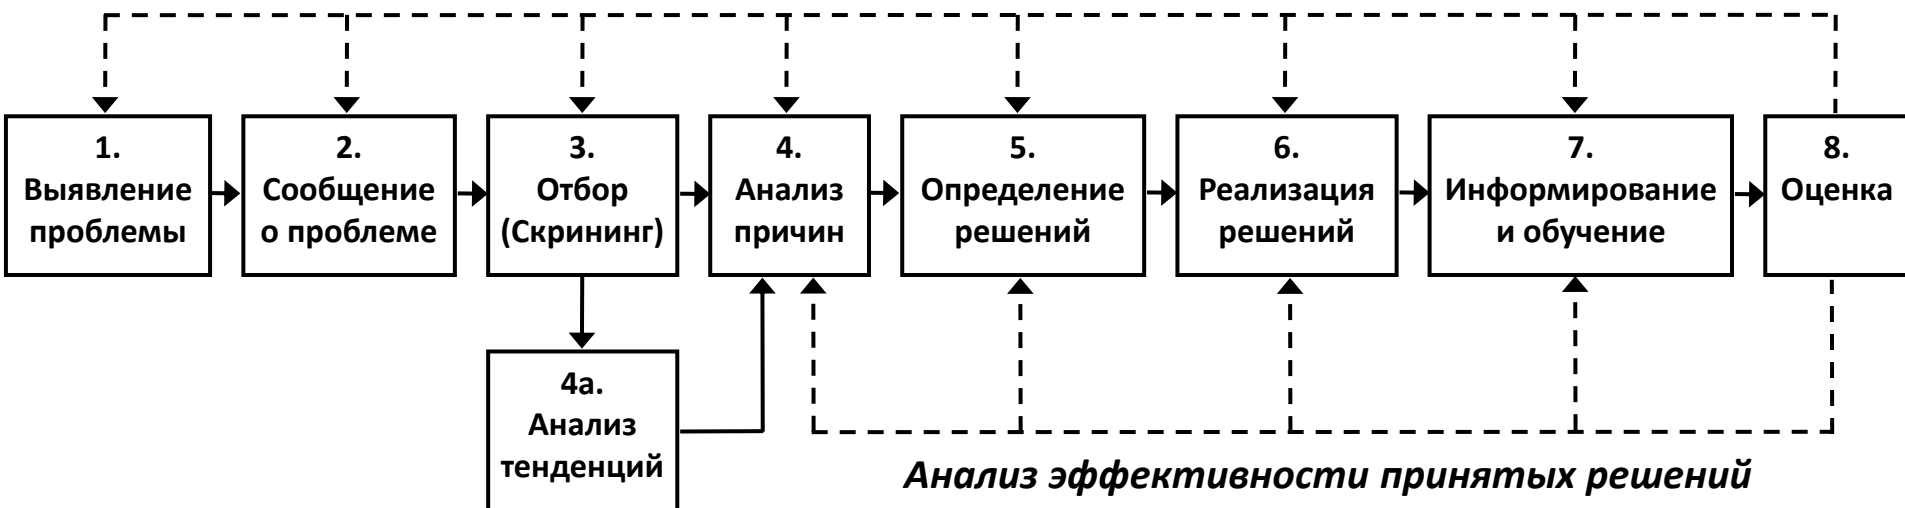 1.
Выявление
проблемы
2.
Сообщение
о проблеме
3.
Отбор
(Скрининг)
4.
Анализ
причин
5.
Определение
решений
6.
Реализация
решений
7.
Информирование
и обучение
8.
Оценка
4а.
Анализ
тенденций
Анализ эффективности принятых решений